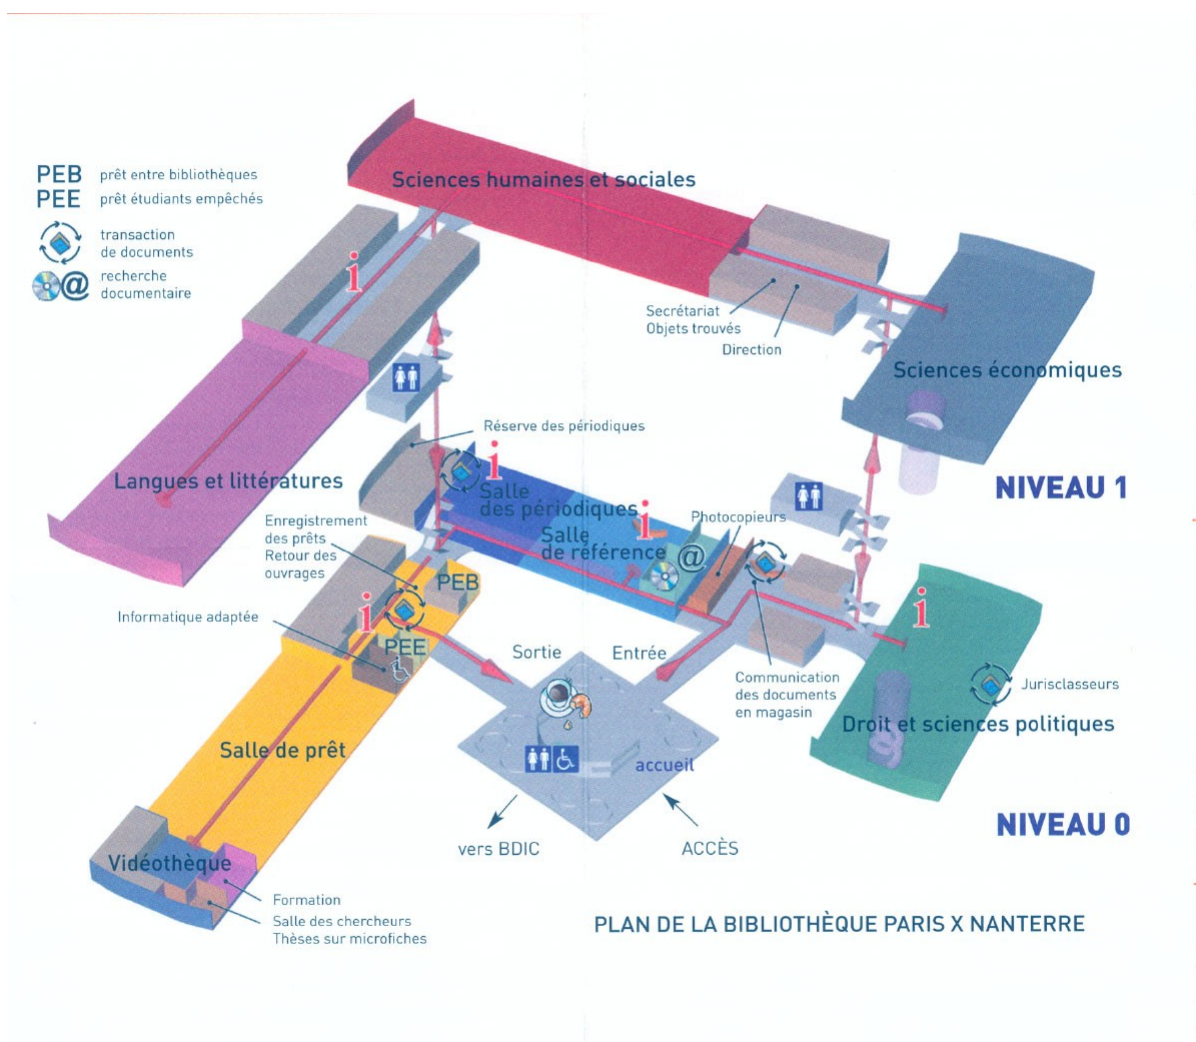 PEB prêt entre bibliothèques
PEE prêt étudiants empêchés
transaction
de documents
@ recherche
documentaire
Sciences humaines et sociales
i
Secrétariat
Objets trouvés
Direction
Sciences économiques
Réserve des périodiques
Langues et littératures
i
Salle
des périodiques
NIVEAU 1
Enregistrement
des prêts
Retour des
ouvrages
i
Photocopieurs
Salle
de référence
@
PEB
Informatique adaptée
i
PEE
Sortie
Entrée
i
Communication
des documents
en magasin
Jurisclasseurs
Droit et sciences politiques
Salle de prêt
accueil
NIVEAU 0
vers BDIC
ACCÈS
Vidéothèque
Formation
Salle des chercheurs
Thèses sur microfiches
PLAN DE LA BIBLIOTHÈQUE PARIS X NANTERRE